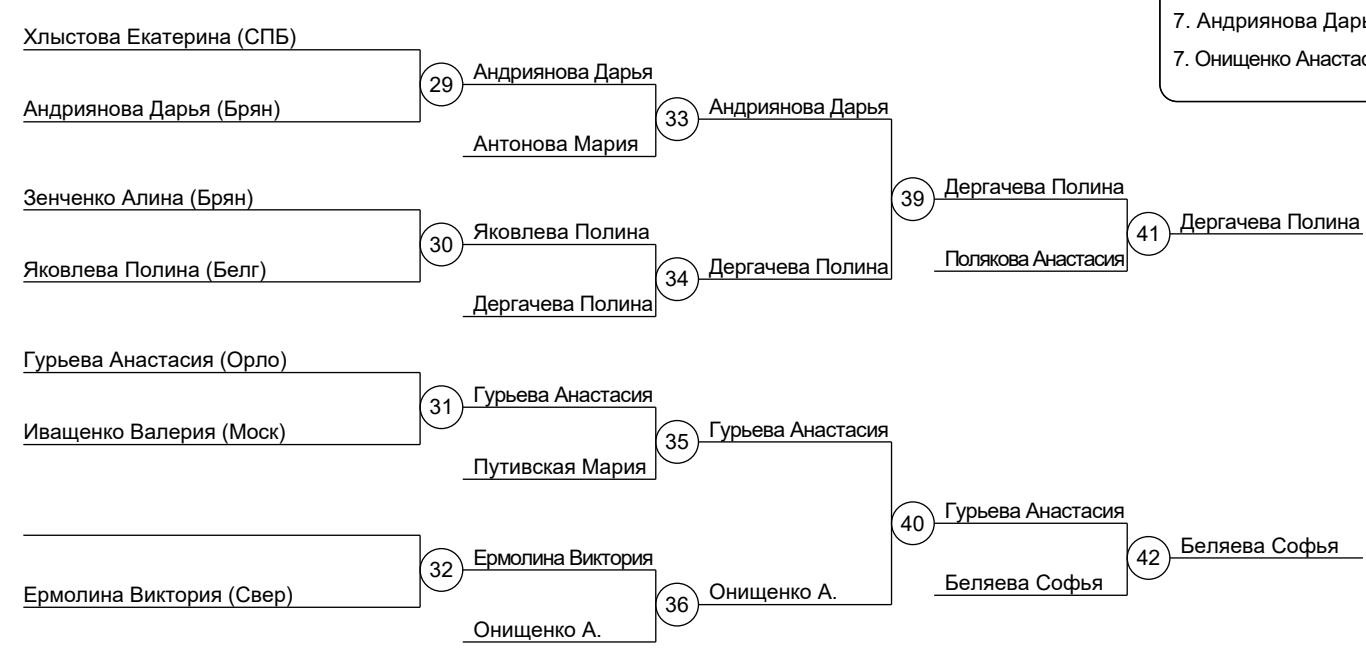 7. Андриянова
7. Онищенко
Хлыстова Екатерина (СПБ)
Андриянова Дарья (Брян)
Зенченко Алина (Брян)
Яковлева Полина (Белг)
Гурьева Анастасия (Орло)
Иващенко Валерия (Моск)
Ермолина Виктория (Свер)
29
30
31
32
Андриянова Дарья
Антонова Мария
Яковлева Полина
Дергачева Полина
Гурьева Анастасия
Путивская Мария
Ермолина Виктория
Онищенко А.
33
34
35
36
Андриянова Дарья
Дергачева Полина
Гурьева Анастасия
Онищенко А.
39
40
Дергачева Полина
Полякова Анастасия
Гурьева Анастасия
Беляева Софья
41
42
Дергачева Полина
Беляева Софья